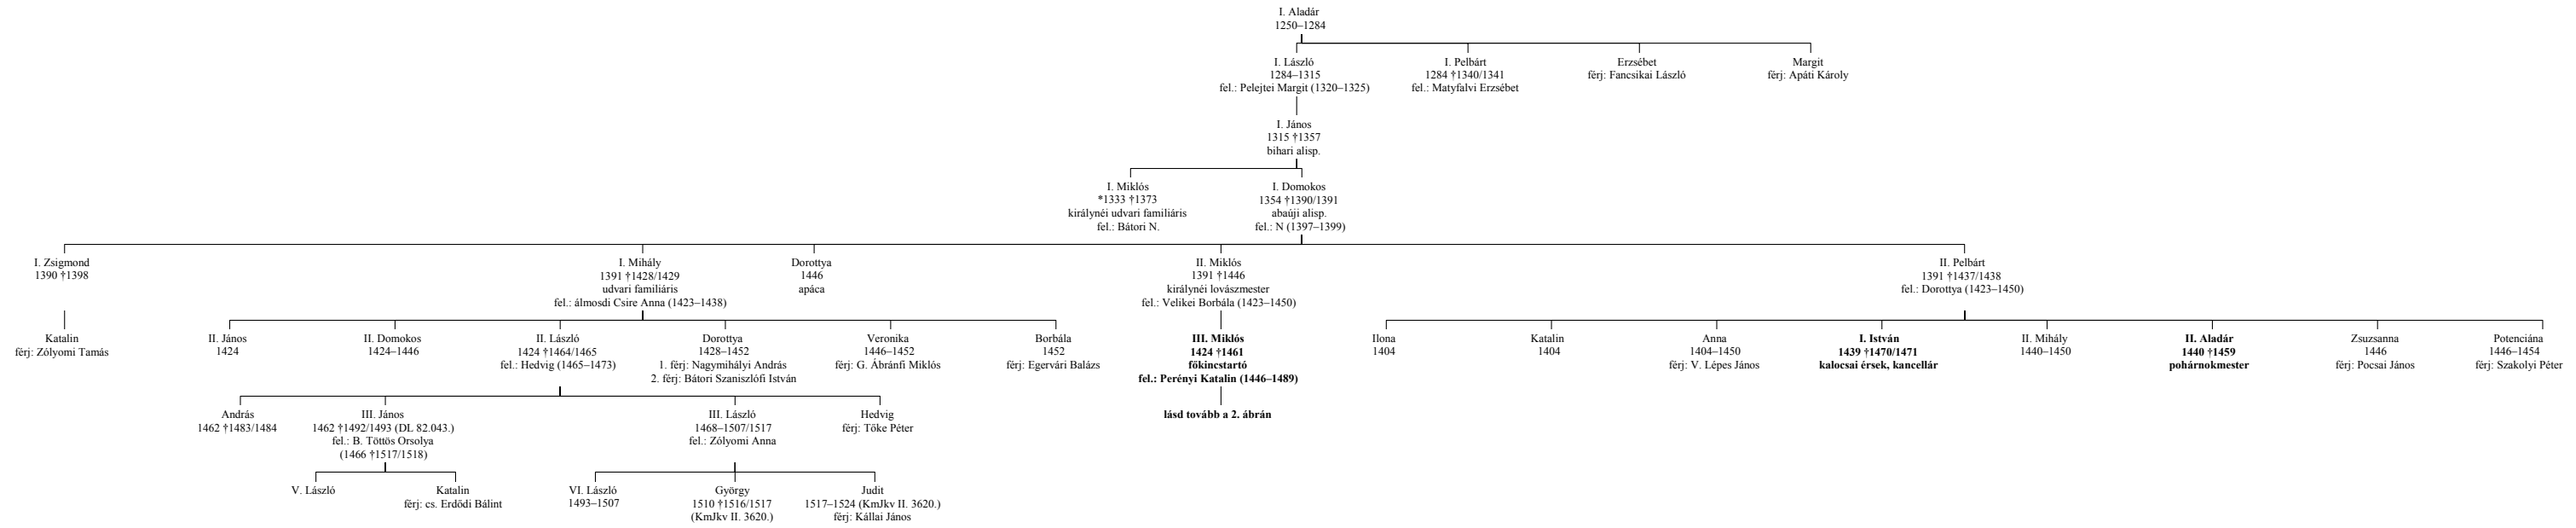 I. Aladár
1250–1284
I. László
1284–1315
fel.: Pelejtei Margit (1320–1325)
I. Pelbárt
1284 †1340/1341
fel.: Matyfalvi Erzsébet
Erzsébet
férj: Fancsikai László
Margit
férj: Apáti Károly
I. János
1315 †1357
bihari alisp.
I. Miklós
*1333 †1373
királynéi udvari familiáris
fel.: Bátori N.
I. Domokos
1354 †1390/1391
abaúji alisp.
fel.: N (1397–1399)
I. Zsigmond
1390 †1398
I. Mihály
1391 †1428/1429
udvari familiáris
fel.: álmosdi Csire Anna (1423–1438)
Dorottya
1446
apáca
II. Miklós
1391 †1446
királynéi lovászmester
fel.: Velikei Borbála (1423–1450)
II. Pelbárt
1391 †1437/1438
fel.: Dorottya (1423–1450)
Katalin
férj: Zólyomi Tamás
II. János
1424
II. Domokos
1424–1446
II. László
1424 †1464/1465
fel.: Hedvig (1465–1473)
Dorottya
1428–1452
1. férj: Nagymihályi András
2. férj: Bátori Szaniszlófi István
Veronika
1446–1452
férj: G. Ábránfi Miklós
Borbála
1452
férj: Egervári Balázs
III. Miklós
1424 †1461
főkincstartó
fel.: Perényi Katalin (1446–1489)
Ilona
1404
Katalin
1404
Anna
1404–1450
férj: V. Lépes János
I. István
1439 †1470/1471
kalocsai érsek, kancellár
II. Mihály
1440–1450
II. Aladár
1440 †1459
pohárnokmester
Zsuzsanna
1446
férj: Pocsai János
Potenciána
1446–1454
férj: Szakolyi Péter
András
1462 †1483/1484
III. János
1462 †1492/1493 (DL 82.043.)
fel.: B. Töttös Orsolya
(1466 †1517/1518)
III. László
1468–1507/1517
fel.: Zólyomi Anna
Hedvig
férj: Tőke Péter
lásd tovább a 2. ábrán
V. László
Katalin
férj: cs. Erdődi Bálint
VI. László
1493–1507
György
1510 †1516/1517
(KmJkv II. 3620.)
Judit
1517–1524 (KmJkv II. 3620.)
férj: Kállai János